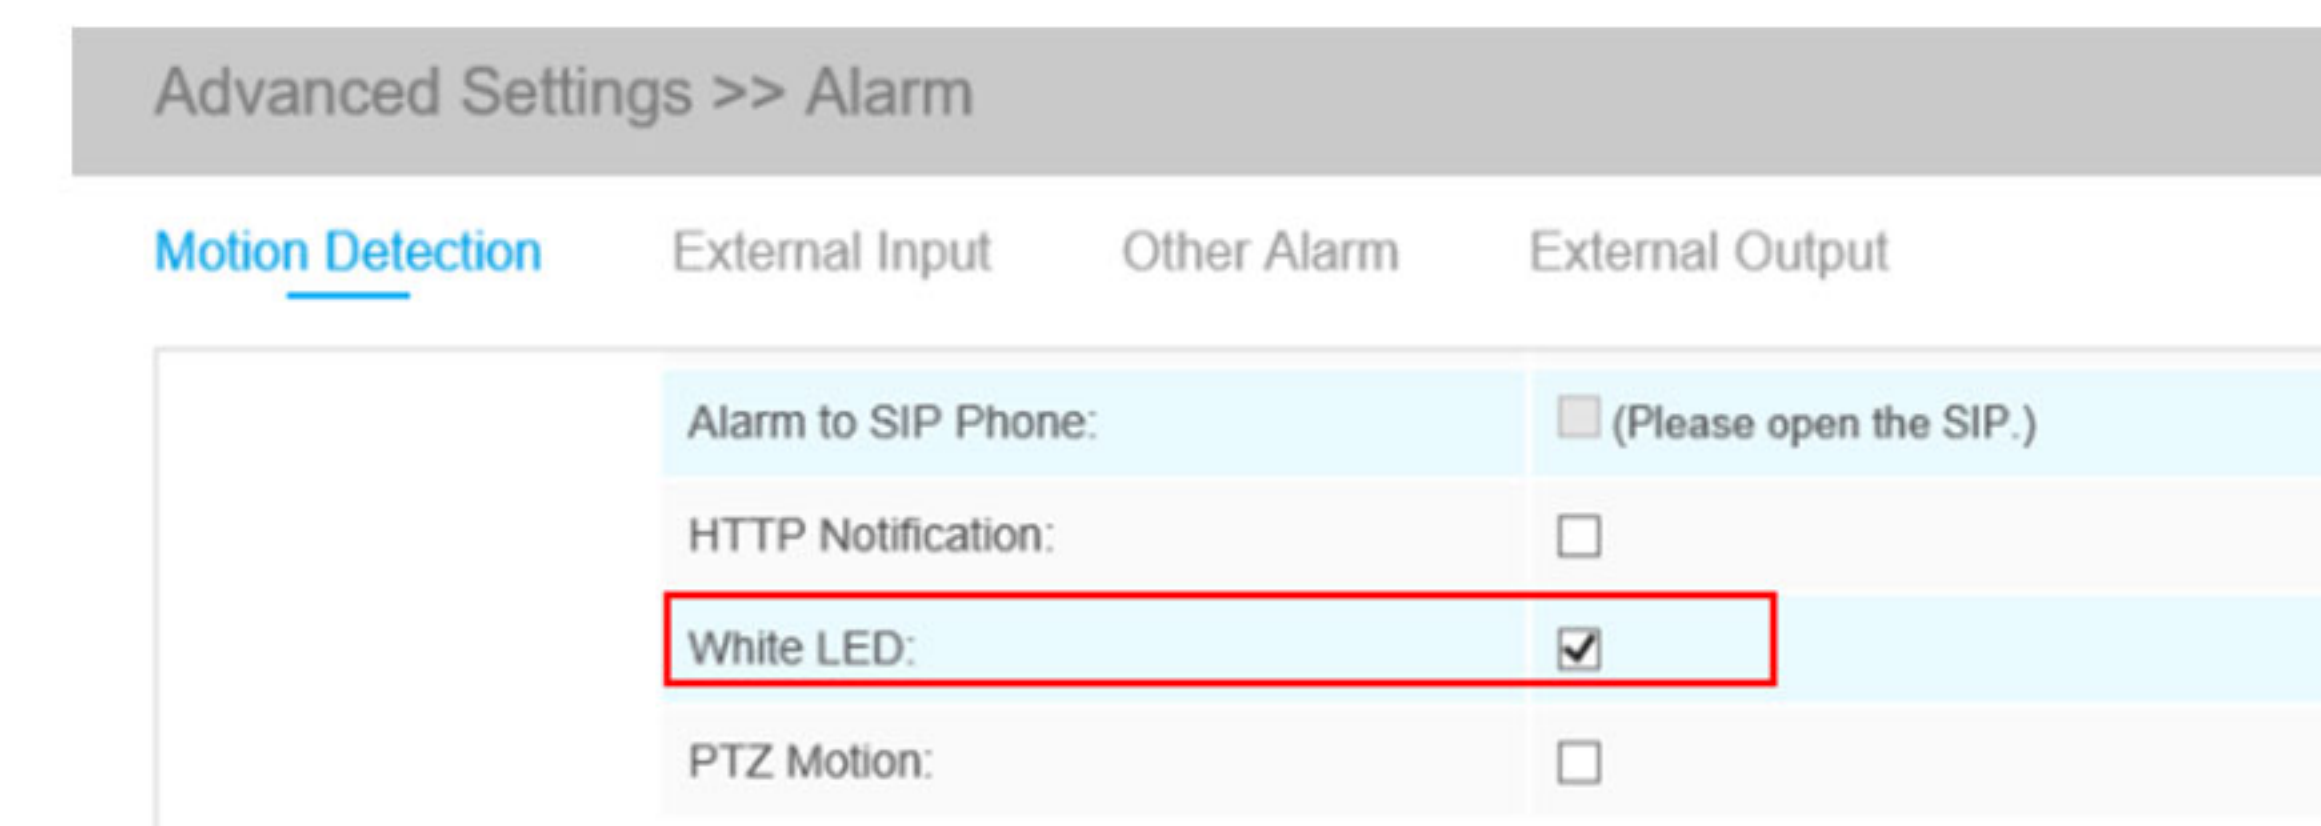 Advanced Settings >> Alarm
Motion Detection External Input Other Alarm External Output
Alarm to SIP Phone: (Please open the SIP.)
HTTP Notification:
White LED:
PTZ Motion: